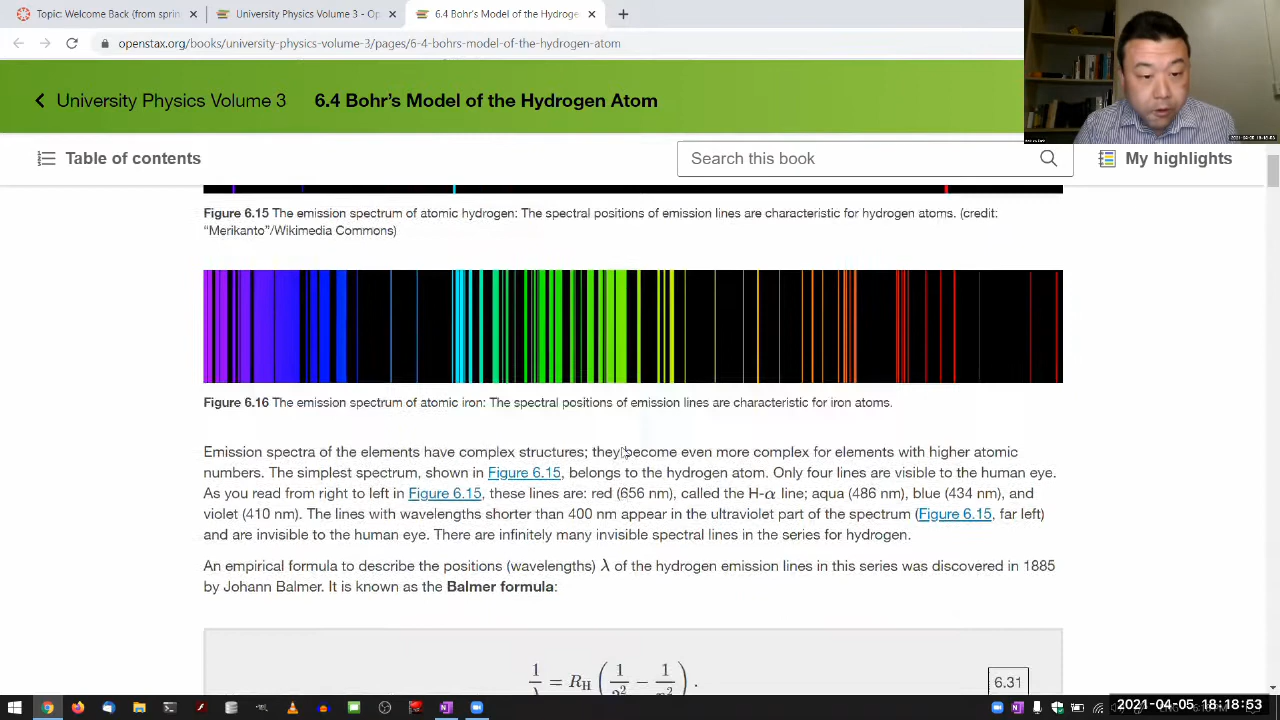 Topic: Welcome Back (from sprin
University Physics Volume 3 - Op
6.4 Bohr's Model of the Hydroge
openstax.org/books/university-physics-volume-3/pages/6-4-bohrs-model-of-the-hydrogen-atom
University Physics Volume 3 6.4 Bohr's Model of the Hydrogen Atom
Table of contents
Search this book
My highlights
Figure 6.15 The emission spectrum of atomic hydrogen: The spectral positions of emission lines are characteristic for hydrogen atoms. (credit:
“Merikanto”/Wikimedia Commons)
Figure 6.16 The emission spectrum of atomic iron: The spectral positions of emission lines are characteristic for iron atoms.
Emission spectra of the elements have complex structures; they become even more complex for elements with higher atomic
numbers. The simplest spectrum, shown in Figure 6.15, belongs to the hydrogen atom. Only four lines are visible to the human eye.
As you read from right to left in Figure 6.15, these lines are: red (656 nm), called the H-α line; aqua (486 nm), blue (434 nm), and
violet (410 nm). The lines with wavelengths shorter than 400 nm appear in the ultraviolet part of the spectrum (Figure 6.15, far left)
and are invisible to the human eye. There are infinitely many invisible spectral lines in the series for hydrogen.
An empirical formula to describe the positions (wavelengths) λ of the hydrogen emission lines in this series was discovered in 1885
by Johann Balmer. It is known as the Balmer formula:
1/λ = R_H (1/2² − 1/n²). 6.31
2021-04-05 18:18:53